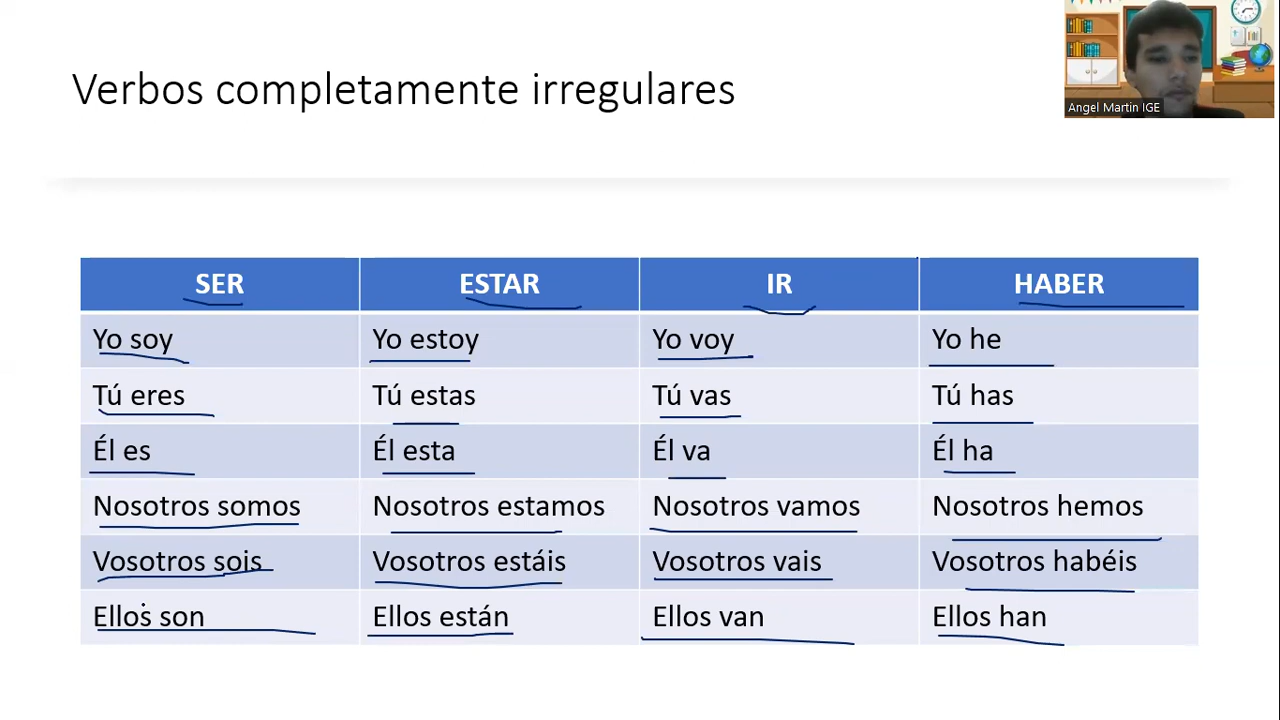 Verbos completamente irregulares
Angel Martin IGE
SER ESTAR IR HABER
Yo soy Yo estoy Yo voy Yo he
Tú eres Tú estas Tú vas Tú has
Él es Él esta Él va Él ha
Nosotros somos Nosotros estamos Nosotros vamos Nosotros hemos
Vosotros sois Vosotros estáis Vosotros vais Vosotros habéis
Ellos son Ellos están Ellos van Ellos han